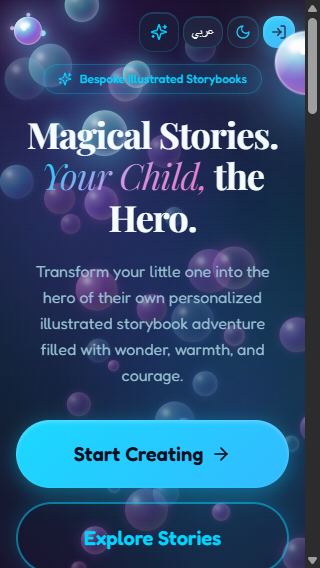 عربي
Bespoke Illustrated Storybooks
Magical Stories.
Your Child, the
Hero.
Transform your little one into the
hero of their own personalized
illustrated storybook adventure
filled with wonder, warmth, and
courage.
Start Creating →
Explore Stories